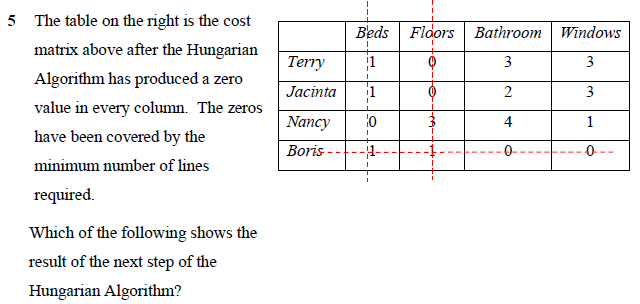 5 The table on the right is the cost
matrix above after the Hungarian
Algorithm has produced a zero
value in every column. The zeros
have been covered by the
minimum number of lines
required.
Which of the following shows the
result of the next step of the
Hungarian Algorithm?
Beds Floors Bathroom Windows
Terry 1 0 3 3
Jacinta 1 0 2 3
Nancy 0 3 4 1
Boris 1 1 0 0